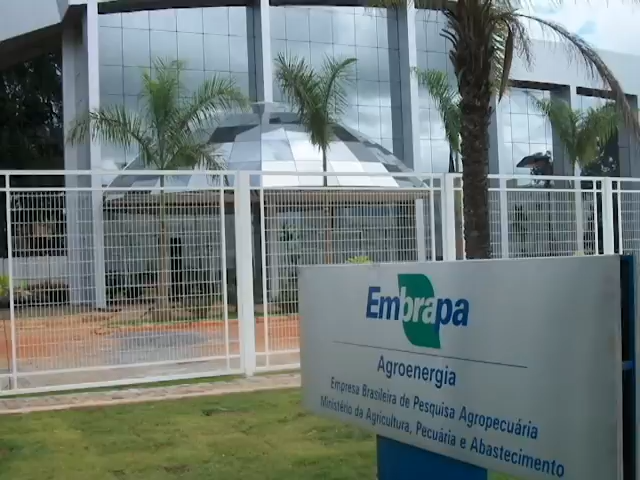 Embrapa
Agroenergia
Empresa Brasileira de Pesquisa Agropecuária
Ministério da Agricultura, Pecuária e Abastecimento